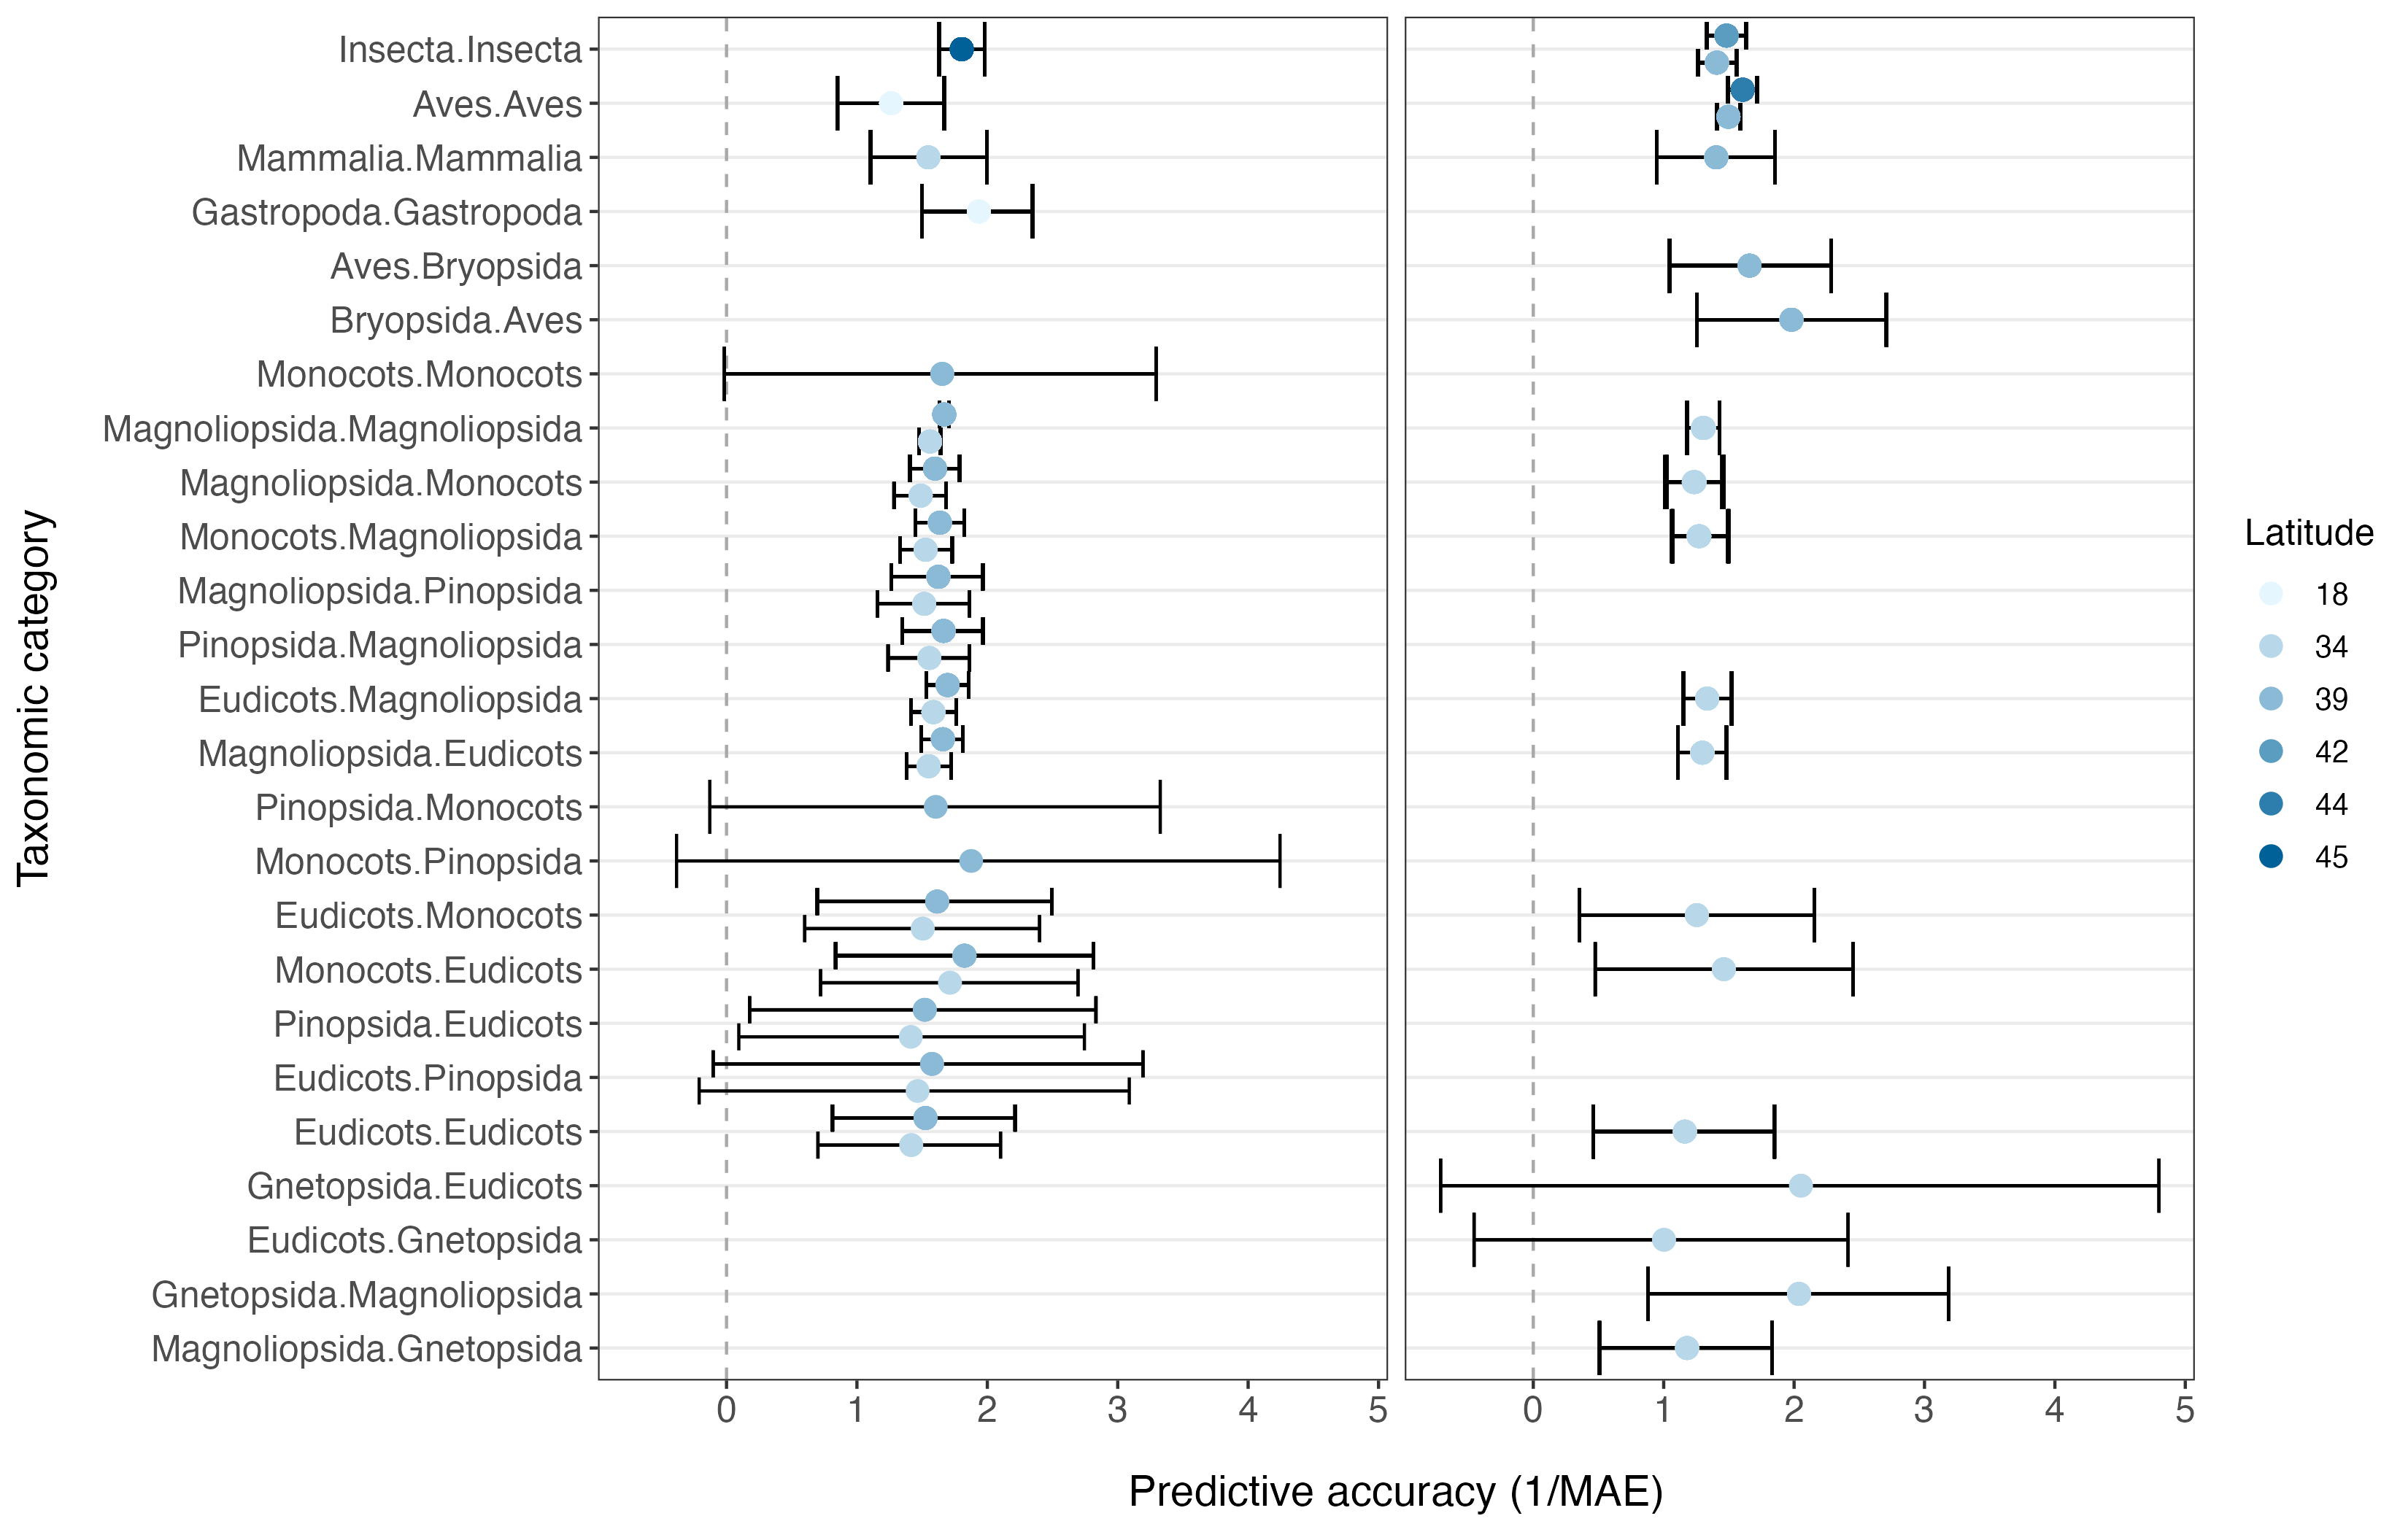 Insecta.Insecta
Aves.Aves
Mammalia.Mammalia
Gastropoda.Gastropoda
Aves.Bryopsida
Bryopsida.Aves
Monocots.Monocots
Magnoliopsida.Magnoliopsida
Magnoliopsida.Monocots
Monocots.Magnoliopsida
Magnoliopsida.Pinopsida
Pinopsida.Magnoliopsida
Eudicots.Magnoliopsida
Magnoliopsida.Eudicots
Pinopsida.Monocots
Monocots.Pinopsida
Eudicots.Monocots
Monocots.Eudicots
Pinopsida.Eudicots
Eudicots.Pinopsida
Eudicots.Eudicots
Gnetopsida.Eudicots
Eudicots.Gnetopsida
Gnetopsida.Magnoliopsida
Magnoliopsida.Gnetopsida
Taxonomic category
0 1 2 3 4 5
0 1 2 3 4 5
Predictive accuracy (1/MAE)
Latitude
18
34
39
42
44
45